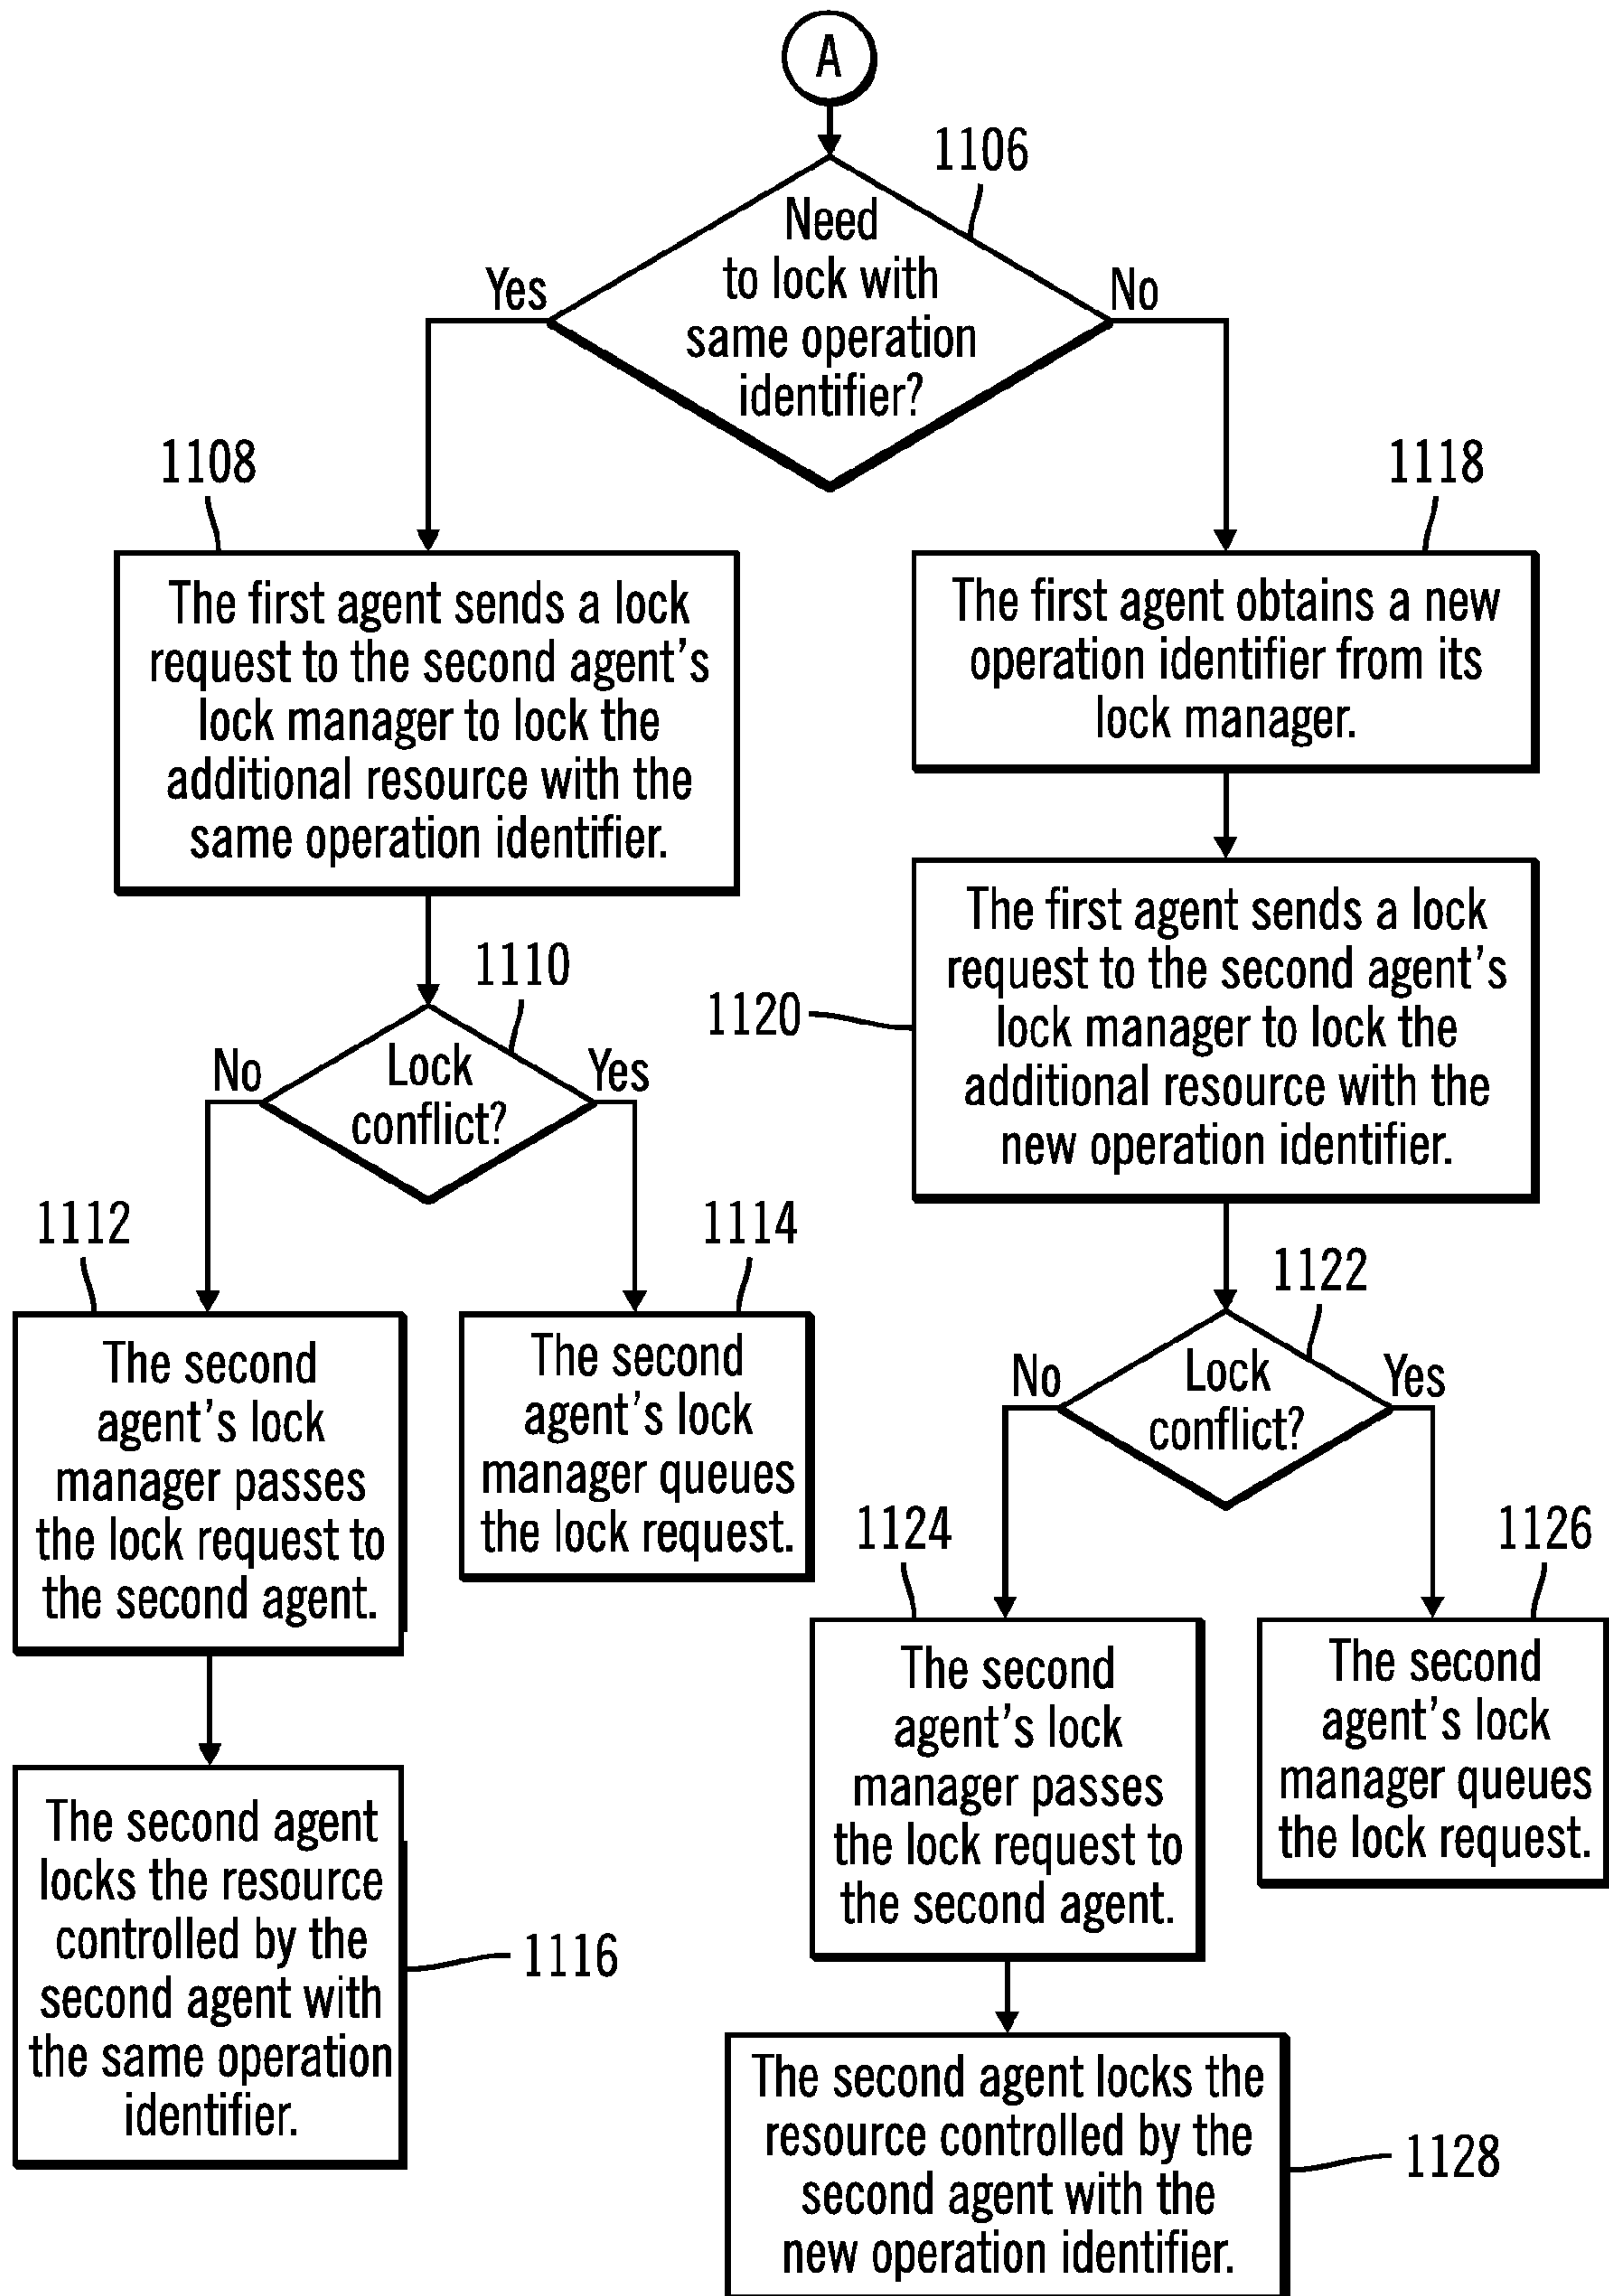 A
1106
Need
to lock with
same operation
identifier?
Yes
No
1108
The first agent sends a lock
request to the second agent's
lock manager to lock the
additional resource with the
same operation identifier.
1118
The first agent obtains a new
operation identifier from its
lock manager.
1110
Lock
conflict?
No
Yes
1120
The first agent sends a lock
request to the second agent's
lock manager to lock the
additional resource with the
new operation identifier.
1112
The second
agent's lock
manager passes
the lock request to
the second agent.
1114
The second
agent's lock
manager queues
the lock request.
1122
Lock
conflict?
No
Yes
1124
The second
agent's lock
manager passes
the lock request to
the second agent.
1126
The second
agent's lock
manager queues
the lock request.
The second agent
locks the resource
controlled by the
second agent with
the same operation
identifier.
1116
The second agent locks the
resource controlled by the
second agent with the
new operation identifier.
1128